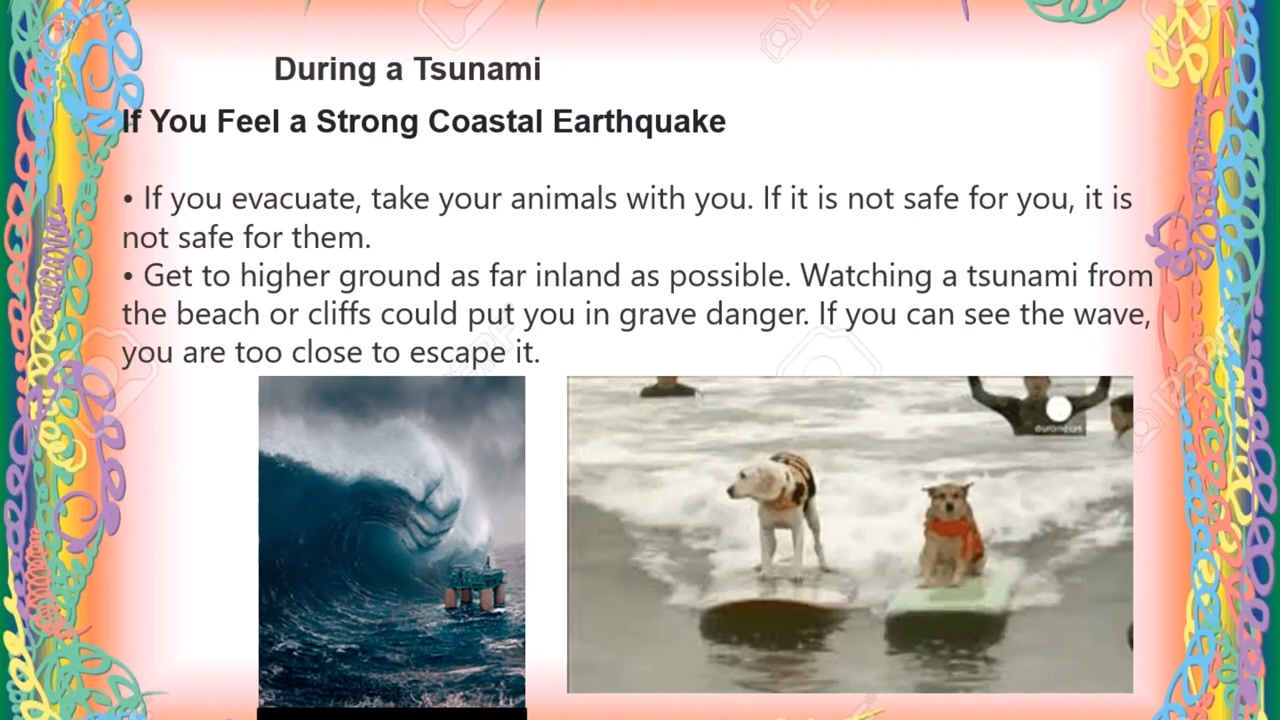 During a Tsunami
If You Feel a Strong Coastal Earthquake
• If you evacuate, take your animals with you. If it is not safe for you, it is
not safe for them.
• Get to higher ground as far inland as possible. Watching a tsunami from
the beach or cliffs could put you in grave danger. If you can see the wave,
you are too close to escape it.
euronews
123RF